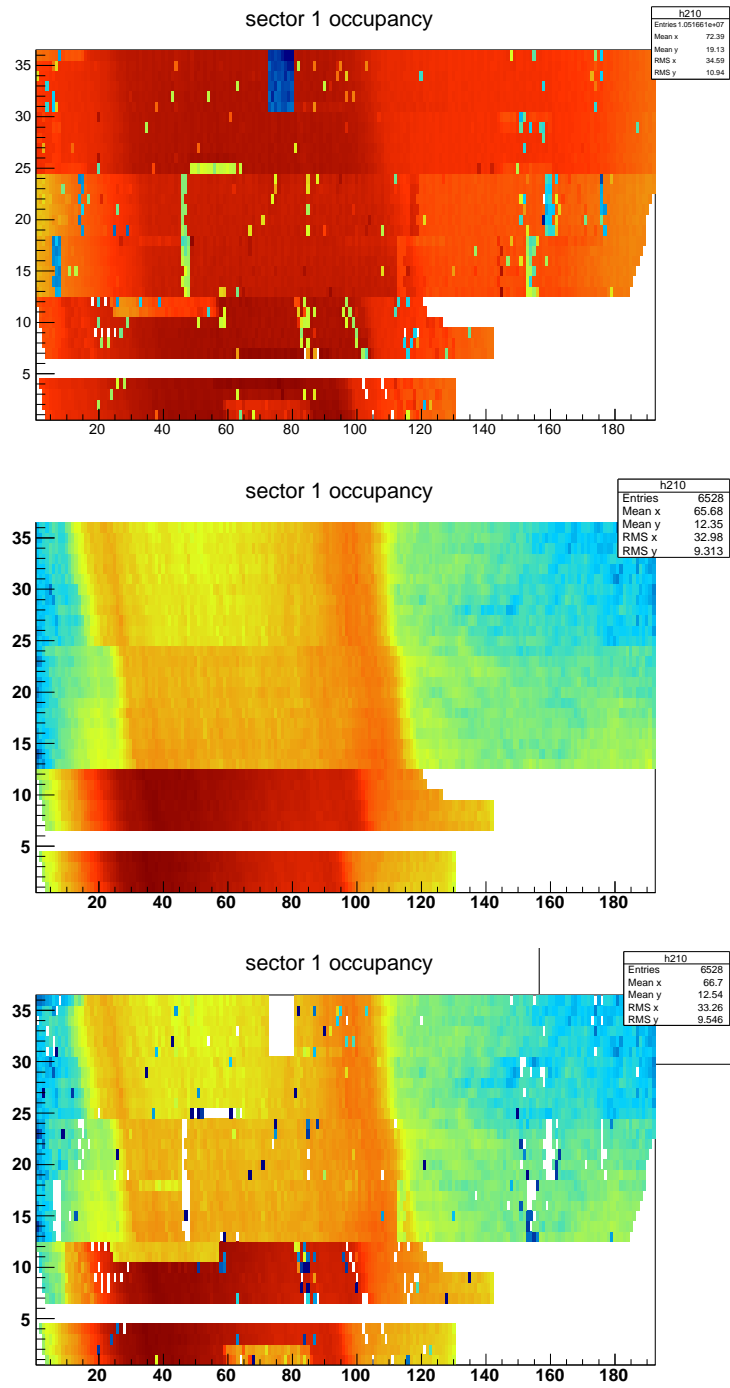 sector 1 occupancy
h210
Entries 1.051661e+07
Mean x 72.39
Mean y 19.13
RMS x 34.59
RMS y 10.94
35
30
25
20
15
10
5
20 40 60 80 100 120 140 160 180
sector 1 occupancy
h210
Entries 6528
Mean x 65.68
Mean y 12.35
RMS x 32.98
RMS y 9.313
35
30
25
20
15
10
5
20 40 60 80 100 120 140 160 180
sector 1 occupancy
h210
Entries 6528
Mean x 66.7
Mean y 12.54
RMS x 33.26
RMS y 9.546
35
30
25
20
15
10
5
20 40 60 80 100 120 140 160 180